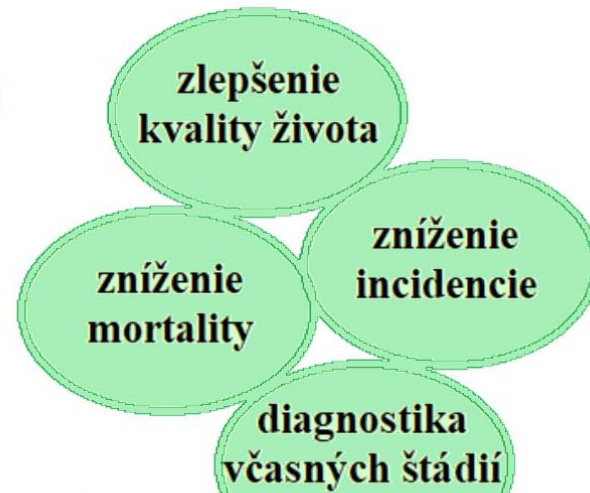 zlepšenie
kvality života
zníženie
incidencie
zníženie
mortality
diagnostika
včasných štádií